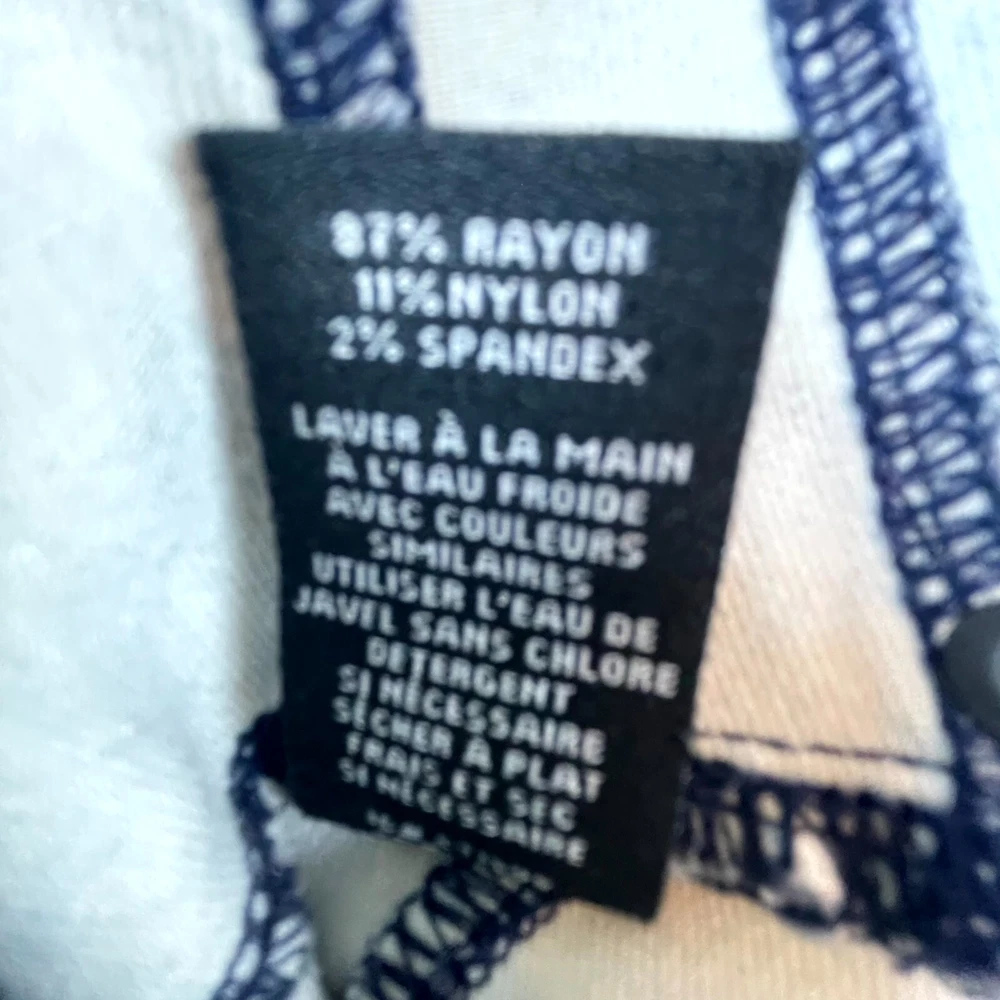 87% RAYON
11% NYLON
2% SPANDEX
LAVER À LA MAIN
À L'EAU FROIDE
AVEC COULEURS
SIMILAIRES
UTILISER L'EAU DE
JAVEL SANS CHLORE
DÉTERGENT
SI NÉCESSAIRE
SÉCHER À PLAT
FRAIS ET SEC
SI NÉCESSAIRE